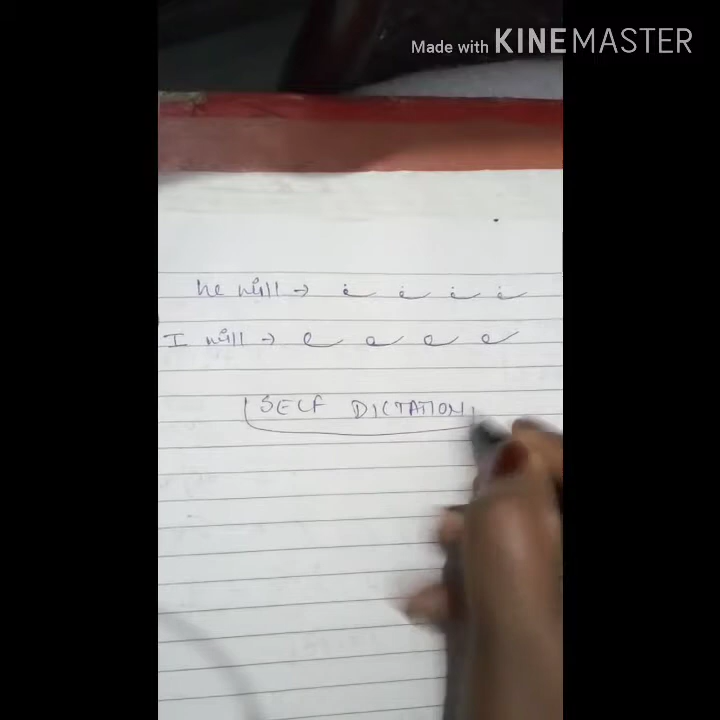 Made with KINEMASTER
he will →
I will →
SELF DICTATION